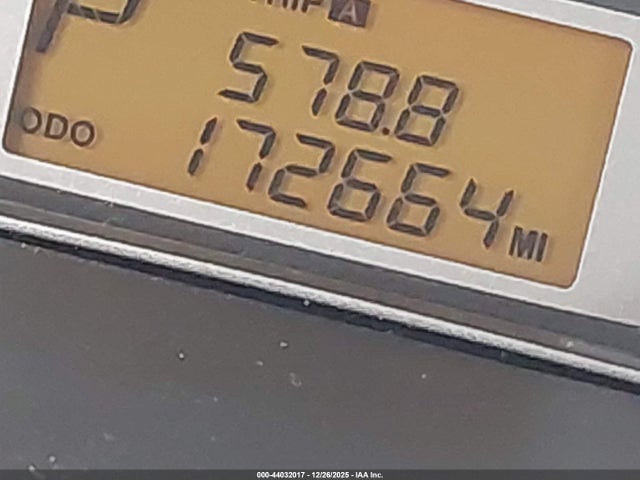 TRIP A
P
578.8
ODO
172664 MI
000-44032017 - 12/26/2025 - IAA Inc.